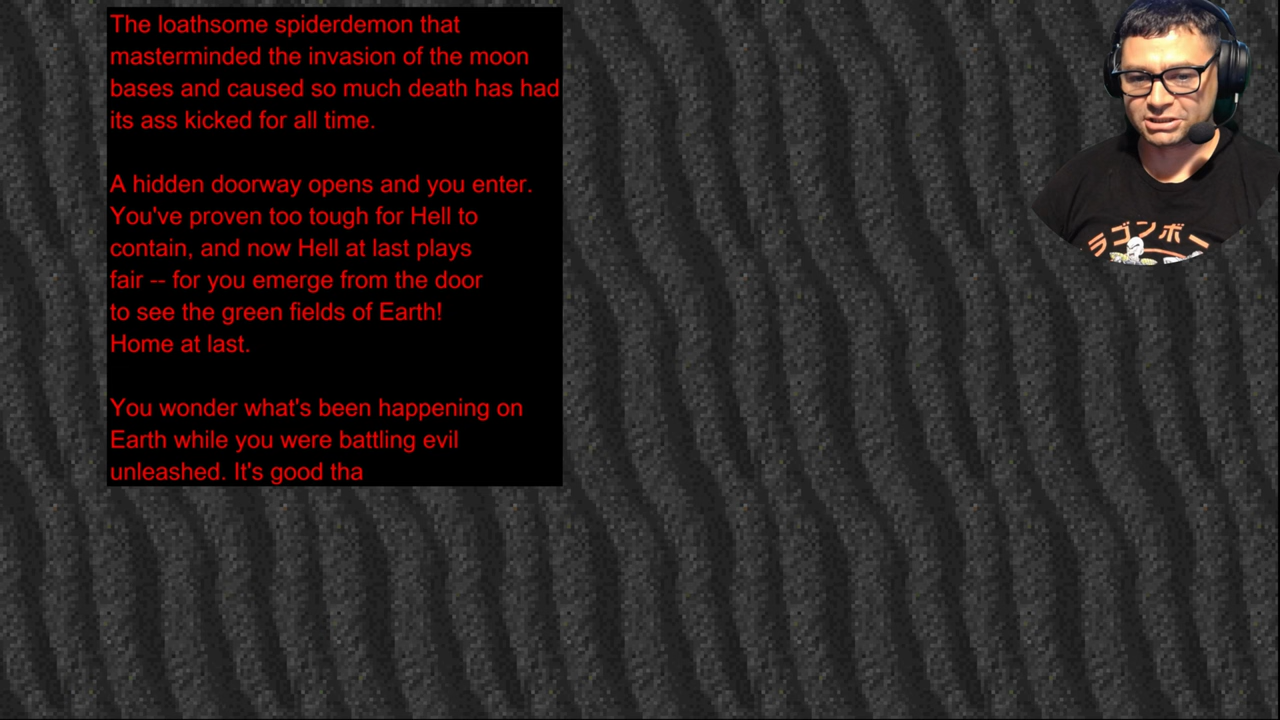 The loathsome spiderdemon that
masterminded the invasion of the moon
bases and caused so much death has had
its ass kicked for all time.
A hidden doorway opens and you enter.
You've proven too tough for Hell to
contain, and now Hell at last plays
fair -- for you emerge from the door
to see the green fields of Earth!
Home at last.
You wonder what's been happening on
Earth while you were battling evil
unleashed. It's good tha
ラゴンボー